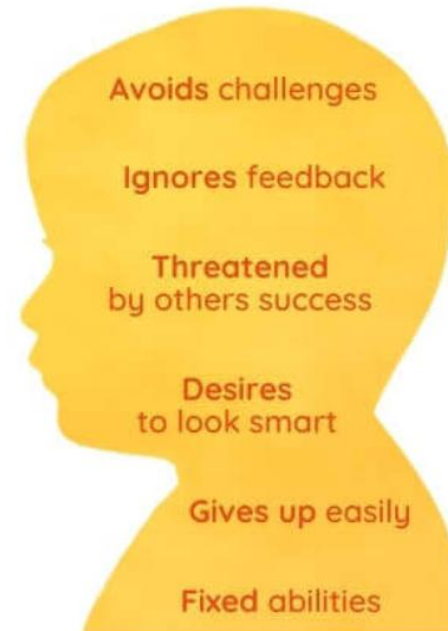 Avoids challenges
Ignores feedback
Threatened
by others success
Desires
to look smart
Gives up easily
Fixed abilities